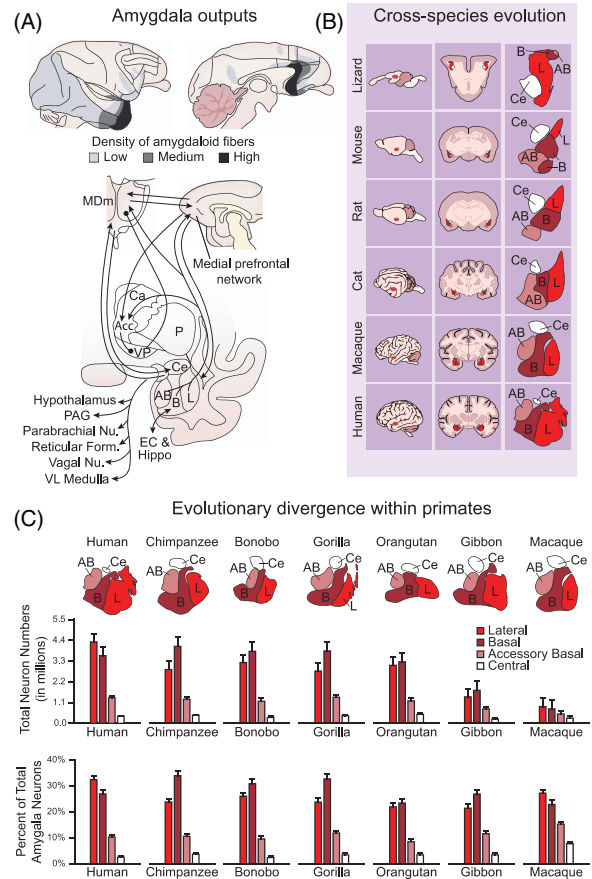 (A)
Amygdala outputs
Density of amygdaloid fibers
Low Medium High
MDm
Medial prefrontal
network
Ca
Acc
P
VP
Ce
AB B L
Hypothalamus
PAG
Parabrachial Nu.
Reticular Form.
Vagal Nu.
VL Medulla
EC &
Hippo
(B)
Cross-species evolution
Lizard
B
L
AB
Ce
Mouse
Ce
L
AB
B
Rat
Ce
L
AB
B
Cat
Ce
B
L
AB
Macaque
AB
Ce
B
L
Human
AB
Ce
B
L
(C)
Evolutionary divergence within primates
Human Chimpanzee Bonobo Gorilla Orangutan Gibbon Macaque
AB Ce B L
AB Ce B L
AB Ce B L
AB Ce B L
AB Ce B L
AB Ce B L
AB Ce B L
Lateral
Basal
Accessory Basal
Central
Total Neuron Numbers
(in millions)
5.5
4.4
3.3
2.2
1.1
0.0
Human Chimpanzee Bonobo Gorilla Orangutan Gibbon Macaque
Percent of Total
Amygala Neurons
40%
30%
20%
10%
0%
Human Chimpanzee Bonobo Gorilla Orangutan Gibbon Macaque